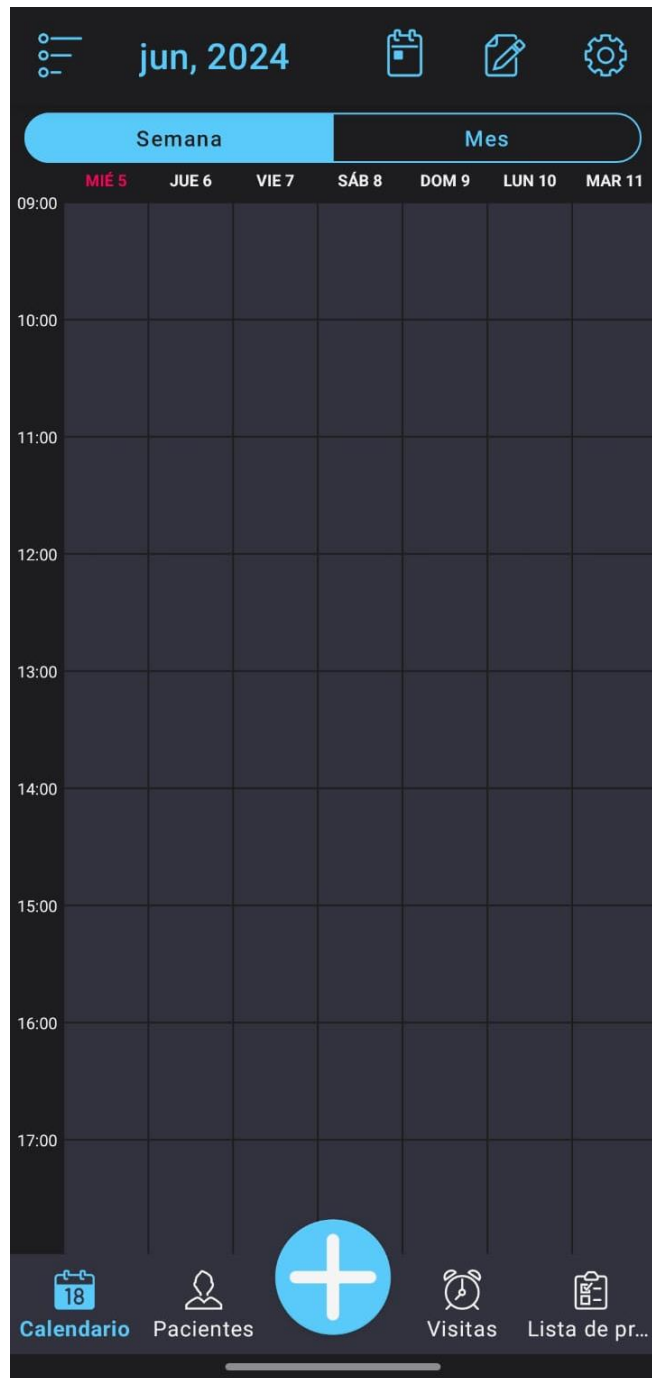 jun, 2024
Semana Mes
MIÉ 5 JUE 6 VIE 7 SÁB 8 DOM 9 LUN 10 MAR 11
09:00
10:00
11:00
12:00
13:00
14:00
15:00
16:00
17:00
18
Calendario Pacientes Visitas Lista de pr...